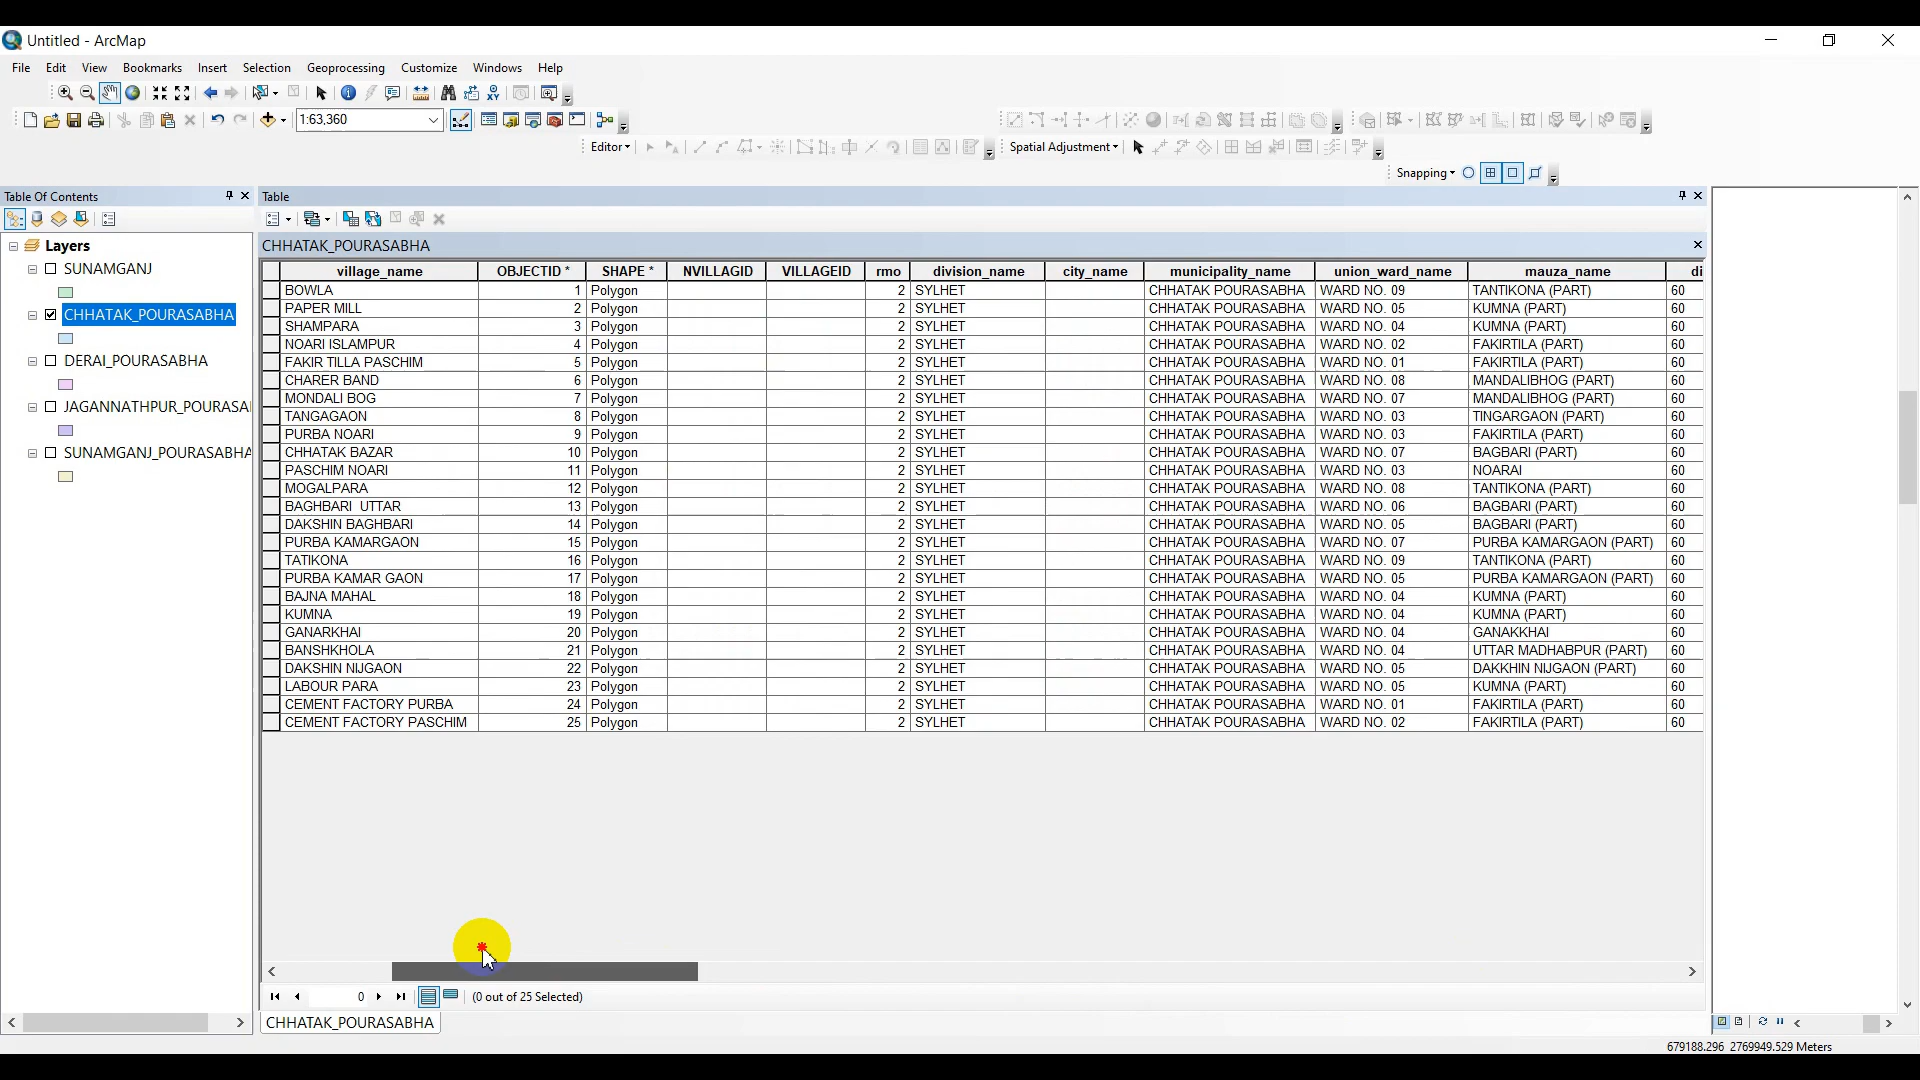 Untitled - ArcMap
File Edit View Bookmarks Insert Selection Geoprocessing Customize Windows Help
1:63,360
Editor Spatial Adjustment
Snapping
Table Of Contents
Table
Layers
SUNAMGANJ
CHHATAK_POURASABHA
DERAI_POURASABHA
JAGANNATHPUR_POURASA
SUNAMGANJ_POURASABHA
CHHATAK_POURASABHA
village_name OBJECTID * SHAPE * NVILLAGID VILLAGEID rmo division_name city_name municipality_name union_ward_name mauza_name di
BOWLA 1 Polygon 2 SYLHET CHHATAK POURASABHA WARD NO. 09 TANTIKONA (PART) 60
PAPER MILL 2 Polygon 2 SYLHET CHHATAK POURASABHA WARD NO. 05 KUMNA (PART) 60
SHAMPARA 3 Polygon 2 SYLHET CHHATAK POURASABHA WARD NO. 04 KUMNA (PART) 60
NOARI ISLAMPUR 4 Polygon 2 SYLHET CHHATAK POURASABHA WARD NO. 02 FAKIRTILA (PART) 60
FAKIR TILLA PASCHIM 5 Polygon 2 SYLHET CHHATAK POURASABHA WARD NO. 01 FAKIRTILA (PART) 60
CHARER BAND 6 Polygon 2 SYLHET CHHATAK POURASABHA WARD NO. 08 MANDALIBHOG (PART) 60
MONDALI BOG 7 Polygon 2 SYLHET CHHATAK POURASABHA WARD NO. 07 MANDALIBHOG (PART) 60
TANGAGAON 8 Polygon 2 SYLHET CHHATAK POURASABHA WARD NO. 03 TINGARGAON (PART) 60
PURBA NOARI 9 Polygon 2 SYLHET CHHATAK POURASABHA WARD NO. 03 FAKIRTILA (PART) 60
CHHATAK BAZAR 10 Polygon 2 SYLHET CHHATAK POURASABHA WARD NO. 07 BAGBARI (PART) 60
PASCHIM NOARI 11 Polygon 2 SYLHET CHHATAK POURASABHA WARD NO. 03 NOARAI 60
MOGALPARA 12 Polygon 2 SYLHET CHHATAK POURASABHA WARD NO. 08 TANTIKONA (PART) 60
BAGHBARI UTTAR 13 Polygon 2 SYLHET CHHATAK POURASABHA WARD NO. 06 BAGBARI (PART) 60
DAKSHIN BAGHBARI 14 Polygon 2 SYLHET CHHATAK POURASABHA WARD NO. 05 BAGBARI (PART) 60
PURBA KAMARGAON 15 Polygon 2 SYLHET CHHATAK POURASABHA WARD NO. 07 PURBA KAMARGAON (PART) 60
TATIKONA 16 Polygon 2 SYLHET CHHATAK POURASABHA WARD NO. 09 TANTIKONA (PART) 60
PURBA KAMAR GAON 17 Polygon 2 SYLHET CHHATAK POURASABHA WARD NO. 05 PURBA KAMARGAON (PART) 60
BAJNA MAHAL 18 Polygon 2 SYLHET CHHATAK POURASABHA WARD NO. 04 KUMNA (PART) 60
KUMNA 19 Polygon 2 SYLHET CHHATAK POURASABHA WARD NO. 04 KUMNA (PART) 60
GANARKHAI 20 Polygon 2 SYLHET CHHATAK POURASABHA WARD NO. 04 GANAKKHAI 60
BANSHKHOLA 21 Polygon 2 SYLHET CHHATAK POURASABHA WARD NO. 04 UTTAR MADHABPUR (PART) 60
DAKSHIN NIJGAON 22 Polygon 2 SYLHET CHHATAK POURASABHA WARD NO. 05 DAKKHIN NIJGAON (PART) 60
LABOUR PARA 23 Polygon 2 SYLHET CHHATAK POURASABHA WARD NO. 05 KUMNA (PART) 60
CEMENT FACTORY PURBA 24 Polygon 2 SYLHET CHHATAK POURASABHA WARD NO. 01 FAKIRTILA (PART) 60
CEMENT FACTORY PASCHIM 25 Polygon 2 SYLHET CHHATAK POURASABHA WARD NO. 02 FAKIRTILA (PART) 60
0 (0 out of 25 Selected)
CHHATAK_POURASABHA
679188.296 2769949.529 Meters